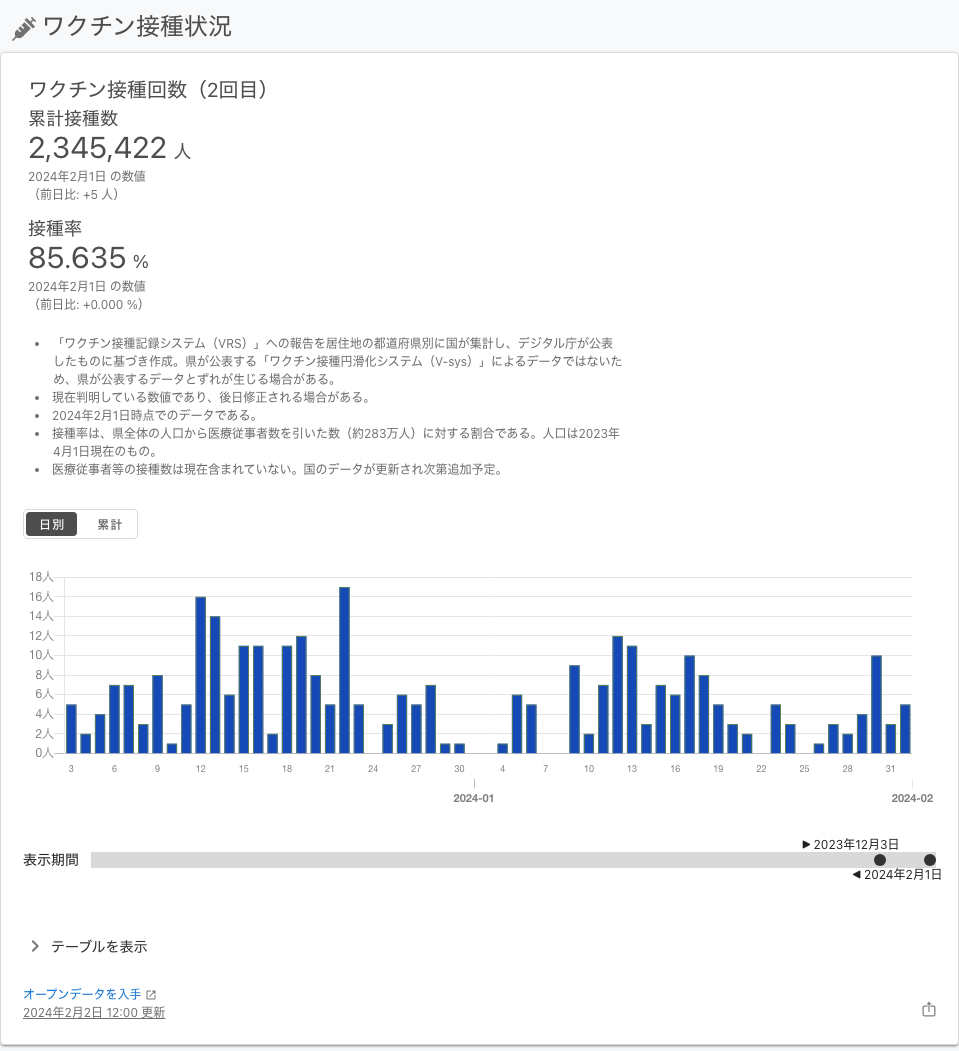 ワクチン接種状況
ワクチン接種回数（2回目）
累計接種数
2,345,422 人
2024年2月1日 の数値
（前日比: +5 人）
接種率
85.635 %
2024年2月1日 の数値
（前日比: +0.000 %）
• 「ワクチン接種記録システム（VRS）」への報告を居住地の都道府県別に国が集計し、デジタル庁が公表
したものに基づき作成。県が公表する「ワクチン接種円滑化システム（V-sys）」によるデータではないた
め、県が公表するデータとずれが生じる場合がある。
• 現在判明している数値であり、後日修正される場合がある。
• 2024年2月1日時点でのデータである。
• 接種率は、県全体の人口から医療従事者数を引いた数（約283万人）に対する割合である。人口は2023年
4月1日現在のもの。
• 医療従事者等の接種数は現在含まれていない。国のデータが更新され次第追加予定。
日別 累計
18人
16人
14人
12人
10人
8人
6人
4人
2人
0人
3 6 9 12 15 18 21 24 27 30 4 7 10 13 16 19 22 25 28 31
2024-01 2024-02
▶ 2023年12月3日
表示期間
◀ 2024年2月1日
テーブルを表示
オープンデータを入手
2024年2月2日 12:00 更新